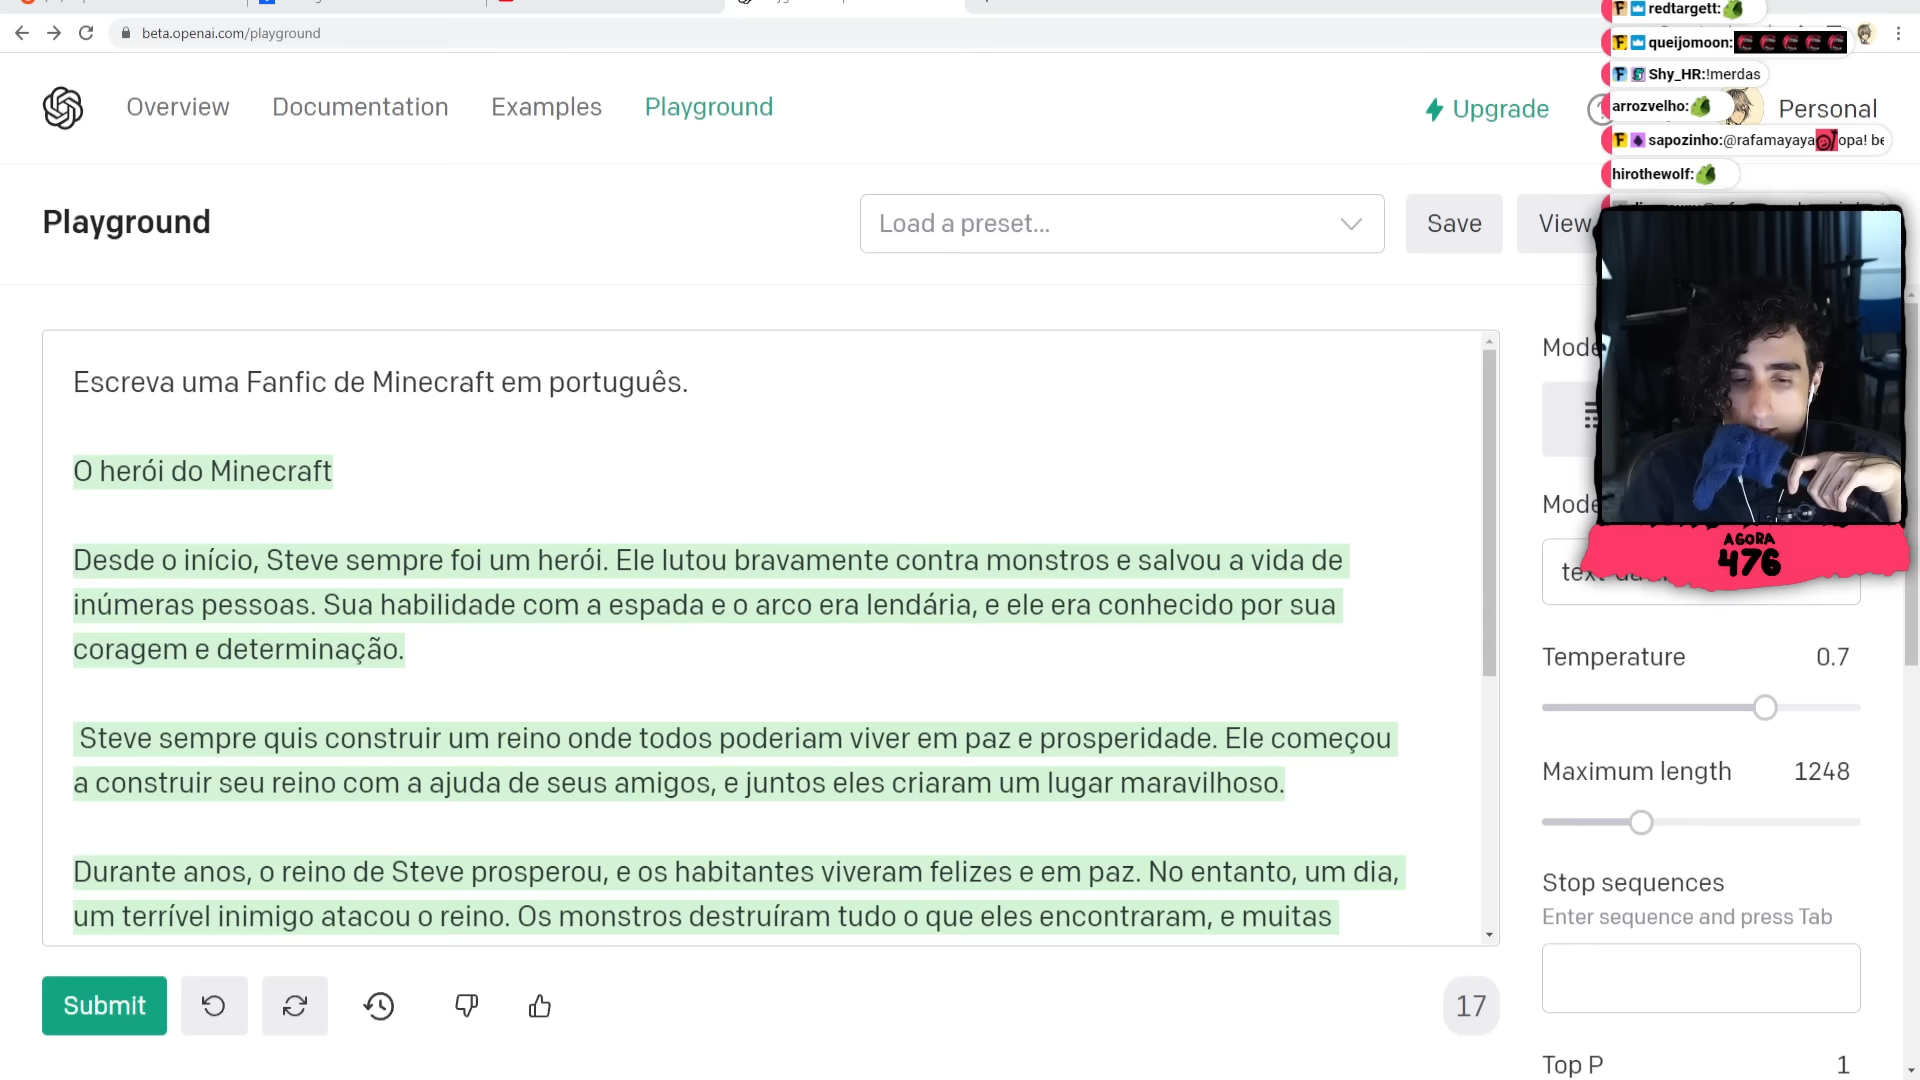 beta.openai.com/playground
Overview
Documentation
Examples
Playground
Upgrade
Personal
redtargett:
queijomoon:
Shy_HR:!merdas
arrozvelho:
sapozinho:@rafamayaya opa! be
hirothewolf:
Playground
Load a preset...
Save
View
Escreva uma Fanfic de Minecraft em português.
O herói do Minecraft
Desde o início, Steve sempre foi um herói. Ele lutou bravamente contra monstros e salvou a vida de
inúmeras pessoas. Sua habilidade com a espada e o arco era lendária, e ele era conhecido por sua
coragem e determinação.
Steve sempre quis construir um reino onde todos poderiam viver em paz e prosperidade. Ele começou
a construir seu reino com a ajuda de seus amigos, e juntos eles criaram um lugar maravilhoso.
Durante anos, o reino de Steve prosperou, e os habitantes viveram felizes e em paz. No entanto, um dia,
um terrível inimigo atacou o reino. Os monstros destruíram tudo o que eles encontraram, e muitas
Mode
Mode
AGORA
476
Temperature 0.7
Maximum length 1248
Stop sequences
Enter sequence and press Tab
Top P 1
Submit
17